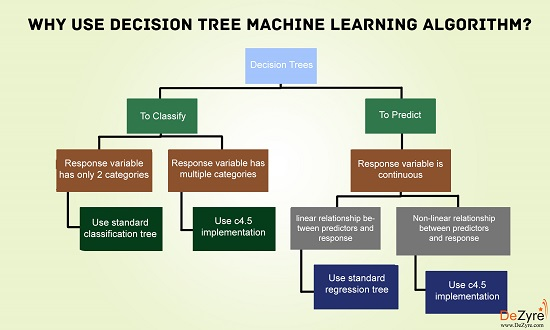 WHY USE DECISION TREE MACHINE LEARNING ALGORITHM?
Decision Trees
To Classify
To Predict
Response variable
has only 2 categories
Response variable has
multiple categories
Response variable is
continuous
Use standard
classification tree
Use c4.5
implementation
linear relationship be-
tween predictors and
response
Non-linear relationship
between predictors
and response
Use standard
regression tree
Use c4.5
implementation
DeZyre
www.DeZyre.com